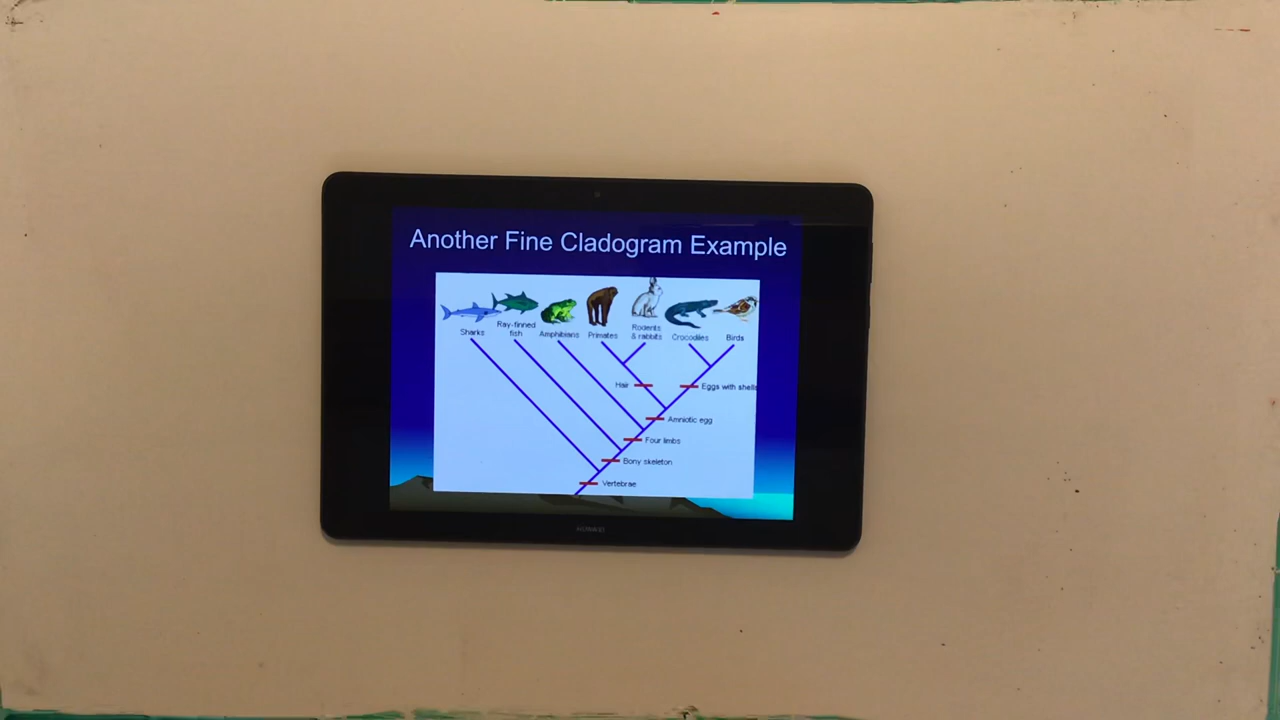 Another Fine Cladogram Example
Sharks
Ray-finned
fish
Amphibians
Primates
Rodents
& rabbits
Crocodiles
Birds
Hair
Eggs with shells
Amniotic egg
Four limbs
Bony skeleton
Vertebrae
HUAWEI